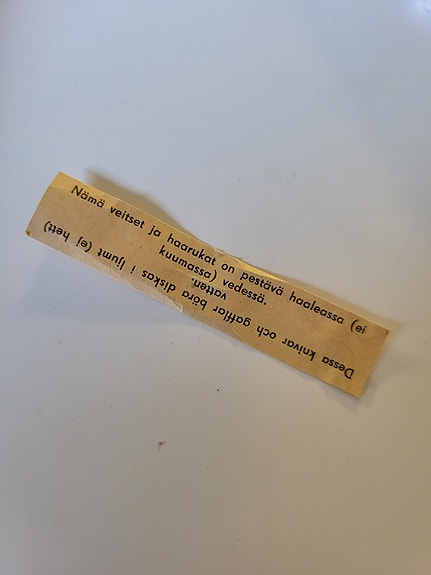 Nämä veitset ja haarukat on pestävä haaleassa (ei
kuumassa) vedessä.
Dessa knivar och gafflar böra diskas i ljumt (ej hett)
vatten.